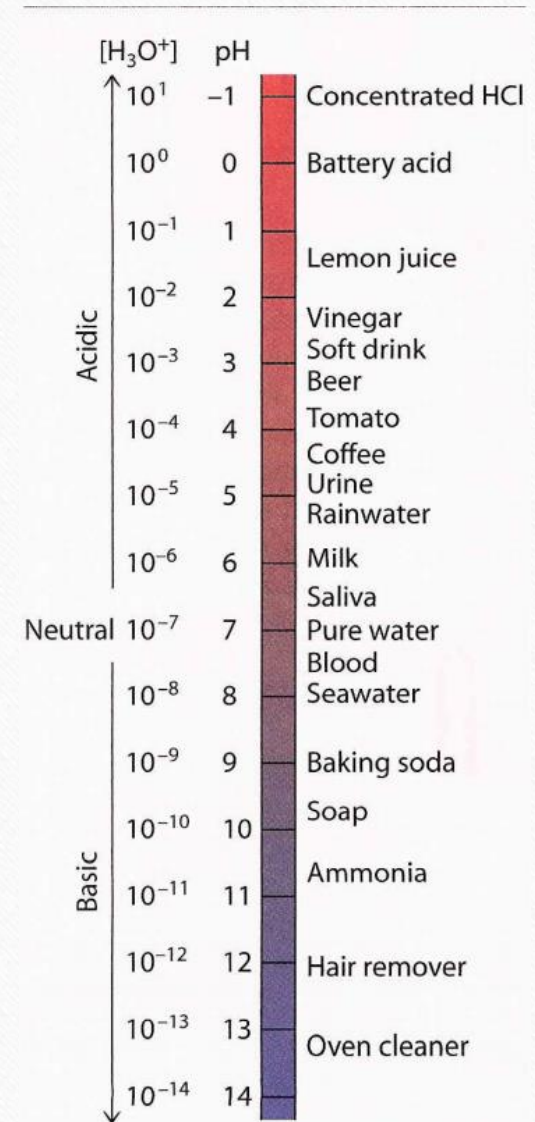 [H₃O⁺] pH
10¹ –1 Concentrated HCl
10⁰ 0 Battery acid
10⁻¹ 1
Lemon juice
10⁻² 2
Vinegar
Soft drink
10⁻³ 3
Beer
Tomato
10⁻⁴ 4
Coffee
Urine
10⁻⁵ 5
Rainwater
10⁻⁶ 6 Milk
Saliva
Neutral 10⁻⁷ 7 Pure water
Blood
10⁻⁸ 8 Seawater
10⁻⁹ 9 Baking soda
Soap
10⁻¹⁰ 10
Ammonia
10⁻¹¹ 11
10⁻¹² 12 Hair remover
10⁻¹³ 13
Oven cleaner
10⁻¹⁴ 14
Acidic
Basic